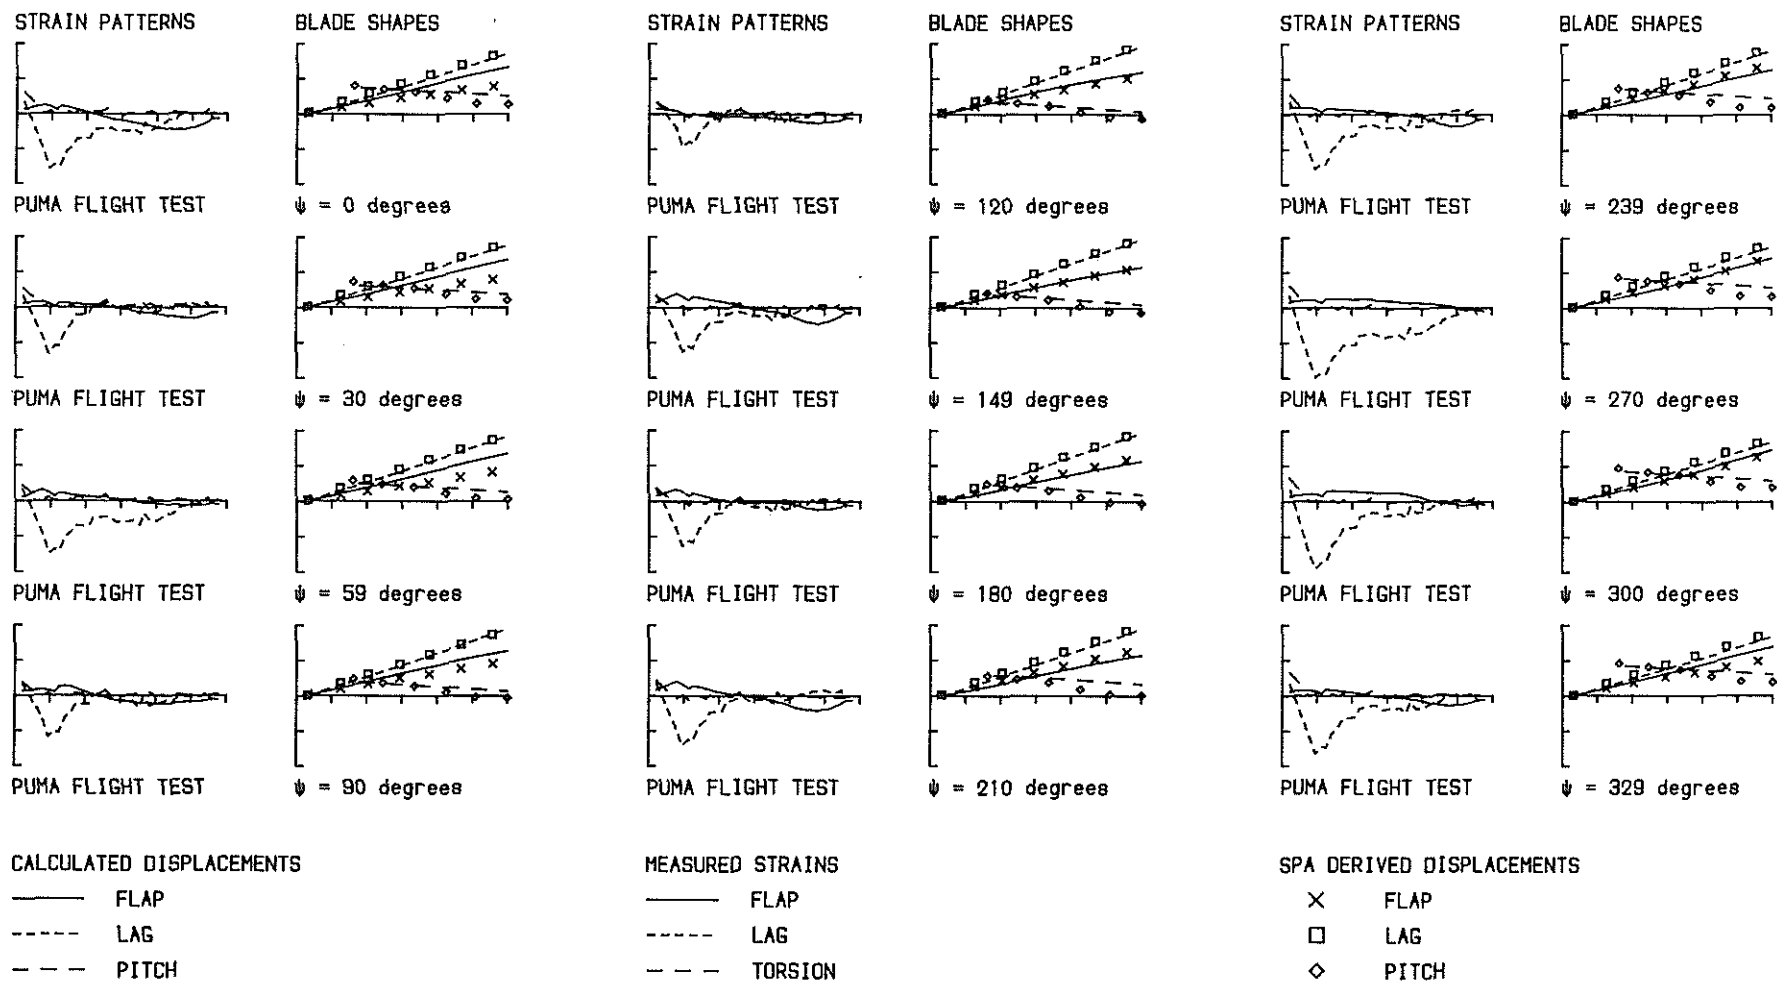 STRAIN PATTERNS BLADE SHAPES STRAIN PATTERNS BLADE SHAPES STRAIN PATTERNS BLADE SHAPES
PUMA FLIGHT TEST ψ = 0 degrees PUMA FLIGHT TEST ψ = 120 degrees PUMA FLIGHT TEST ψ = 239 degrees
PUMA FLIGHT TEST ψ = 30 degrees PUMA FLIGHT TEST ψ = 149 degrees PUMA FLIGHT TEST ψ = 270 degrees
PUMA FLIGHT TEST ψ = 59 degrees PUMA FLIGHT TEST ψ = 180 degrees PUMA FLIGHT TEST ψ = 300 degrees
PUMA FLIGHT TEST ψ = 90 degrees PUMA FLIGHT TEST ψ = 210 degrees PUMA FLIGHT TEST ψ = 329 degrees
CALCULATED DISPLACEMENTS MEASURED STRAINS SPA DERIVED DISPLACEMENTS
FLAP FLAP FLAP
LAG LAG LAG
PITCH TORSION PITCH